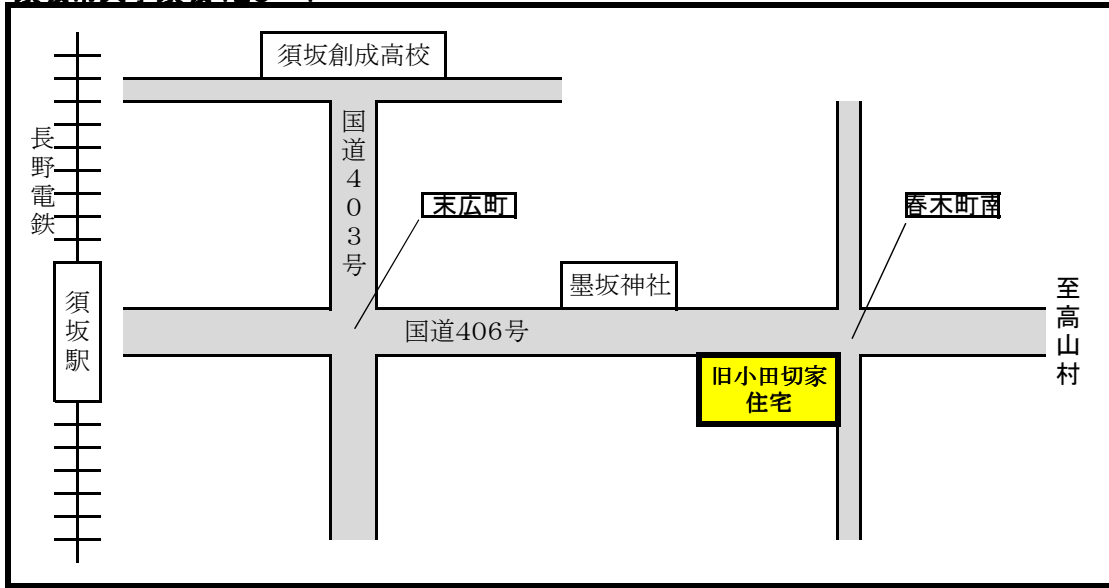 須坂創成高校
長野電鉄
国道403号
末広町
春木町南
須坂駅
墨坂神社
国道406号
至高山村
旧小田切家
住宅